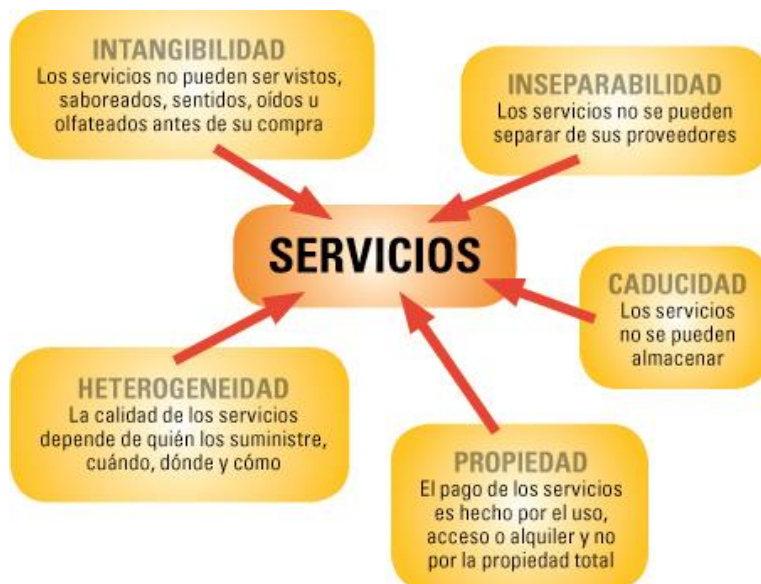 INTANGIBILIDAD
Los servicios no pueden ser vistos,
saboreados, sentidos, oídos u
olfateados antes de su compra
INSEPARABILIDAD
Los servicios no se pueden
separar de sus proveedores
SERVICIOS
CADUCIDAD
Los servicios
no se pueden
almacenar
HETEROGENEIDAD
La calidad de los servicios
depende de quién los suministre,
cuándo, dónde y cómo
PROPIEDAD
El pago de los servicios
es hecho por el uso,
acceso o alquiler y no
por la propiedad total